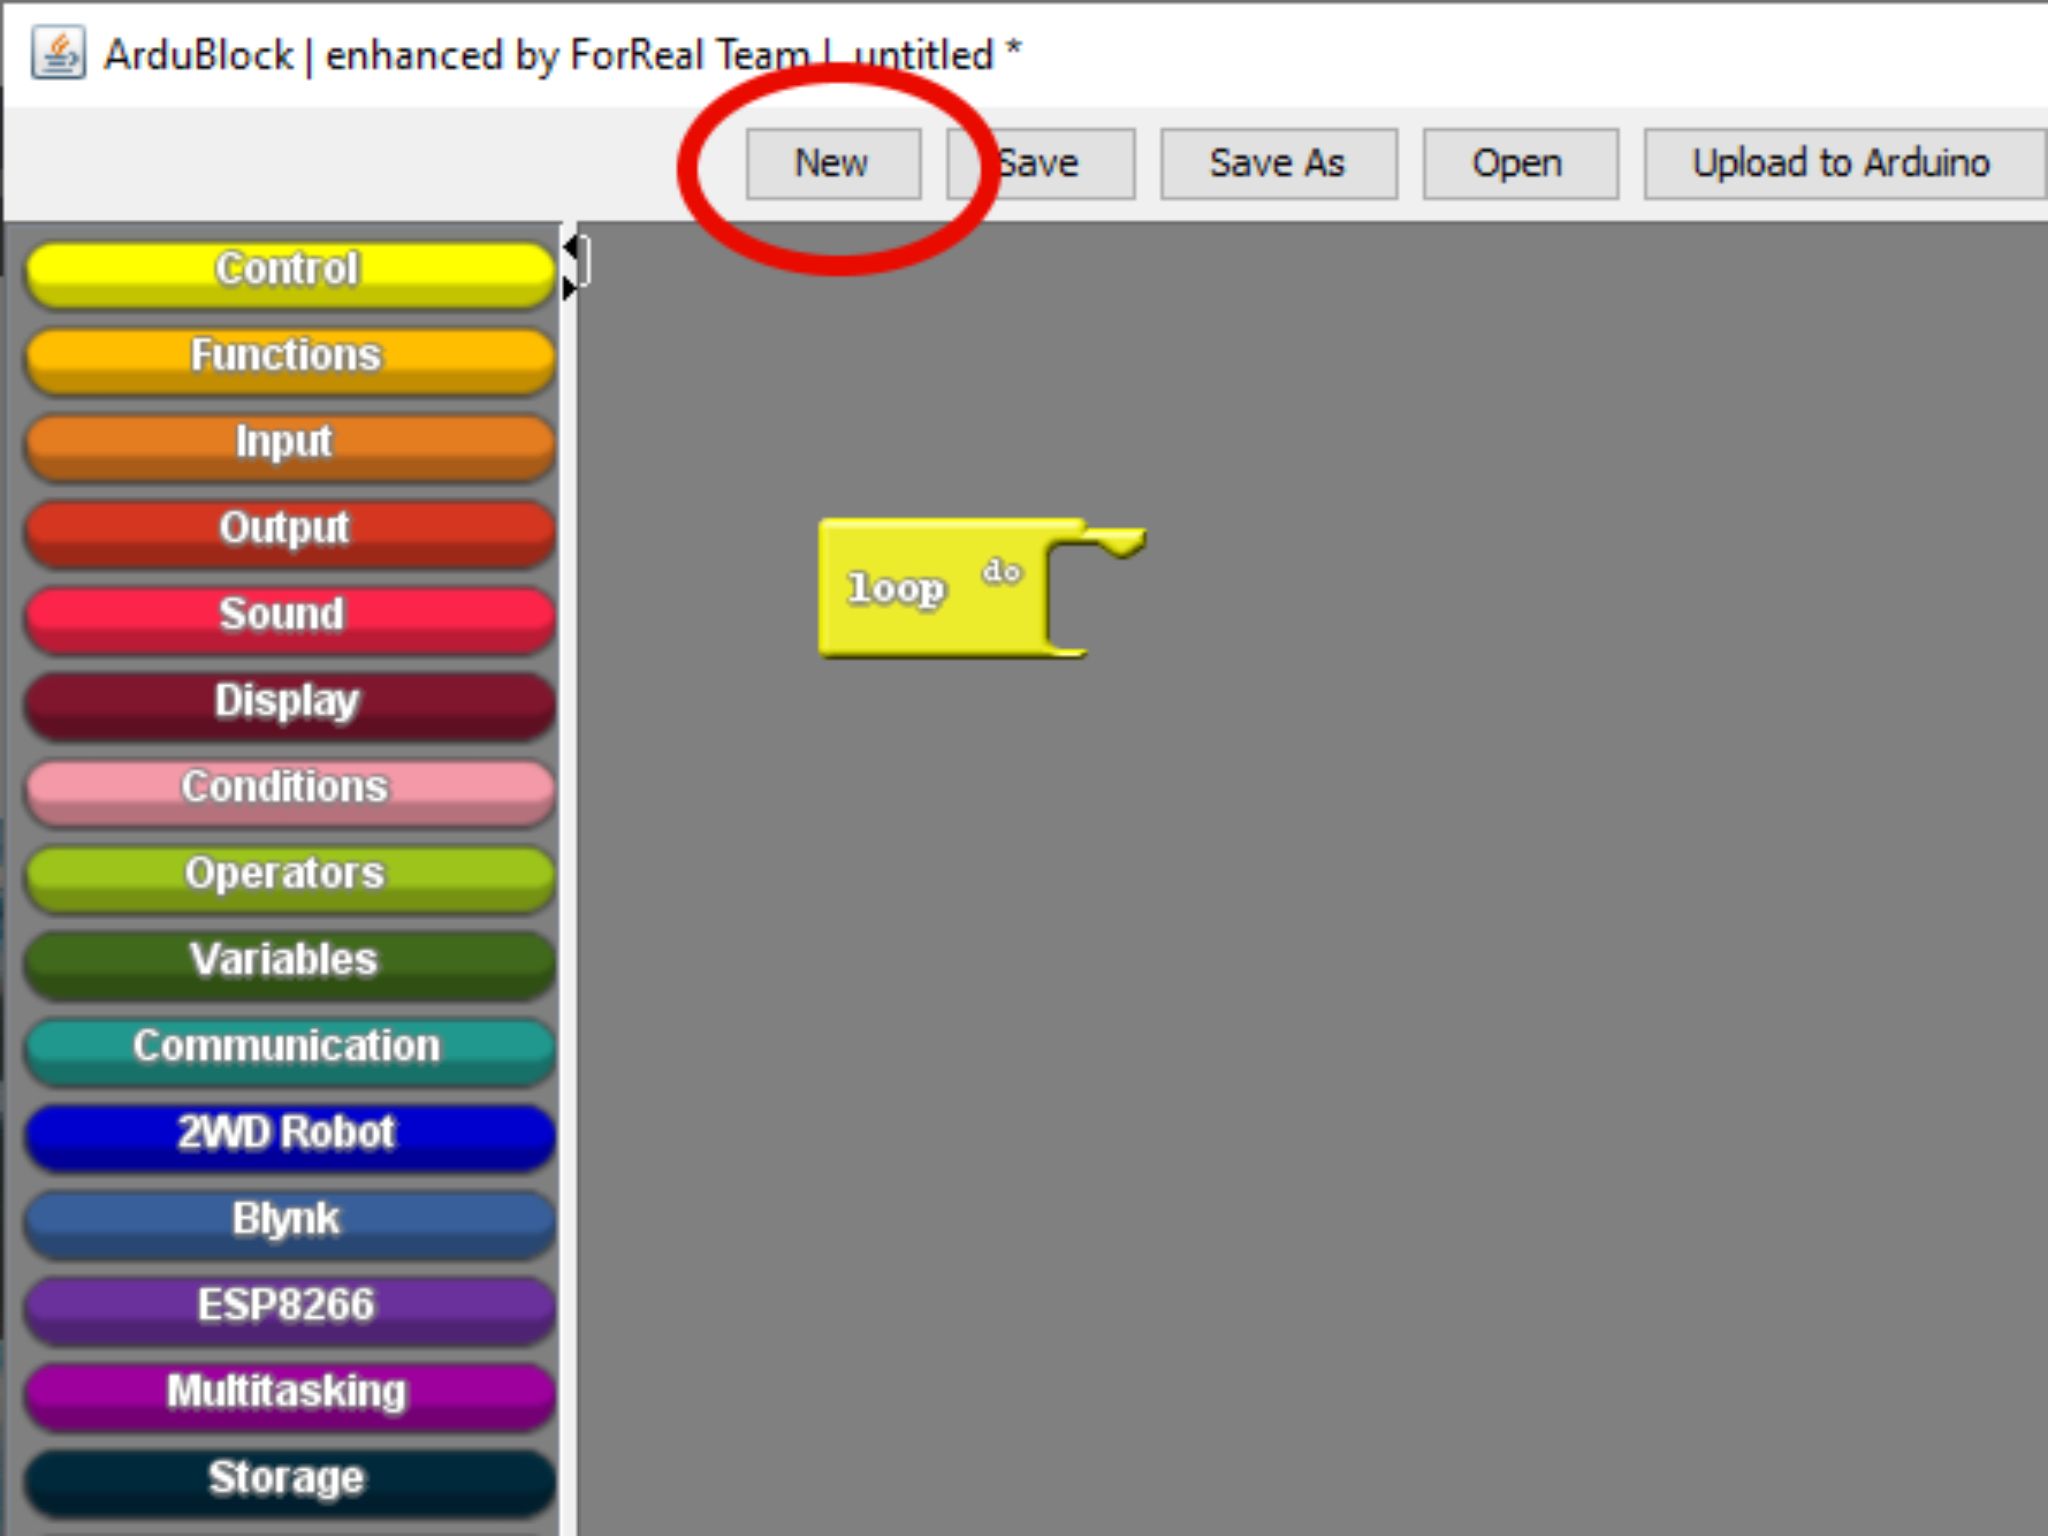 ArduBlock | enhanced by ForReal Team | untitled *
New Save Save As Open Upload to Arduino
Control
Functions
Input
Output
loop do
Sound
Display
Conditions
Operators
Variables
Communication
2WD Robot
Blynk
ESP8266
Multitasking
Storage